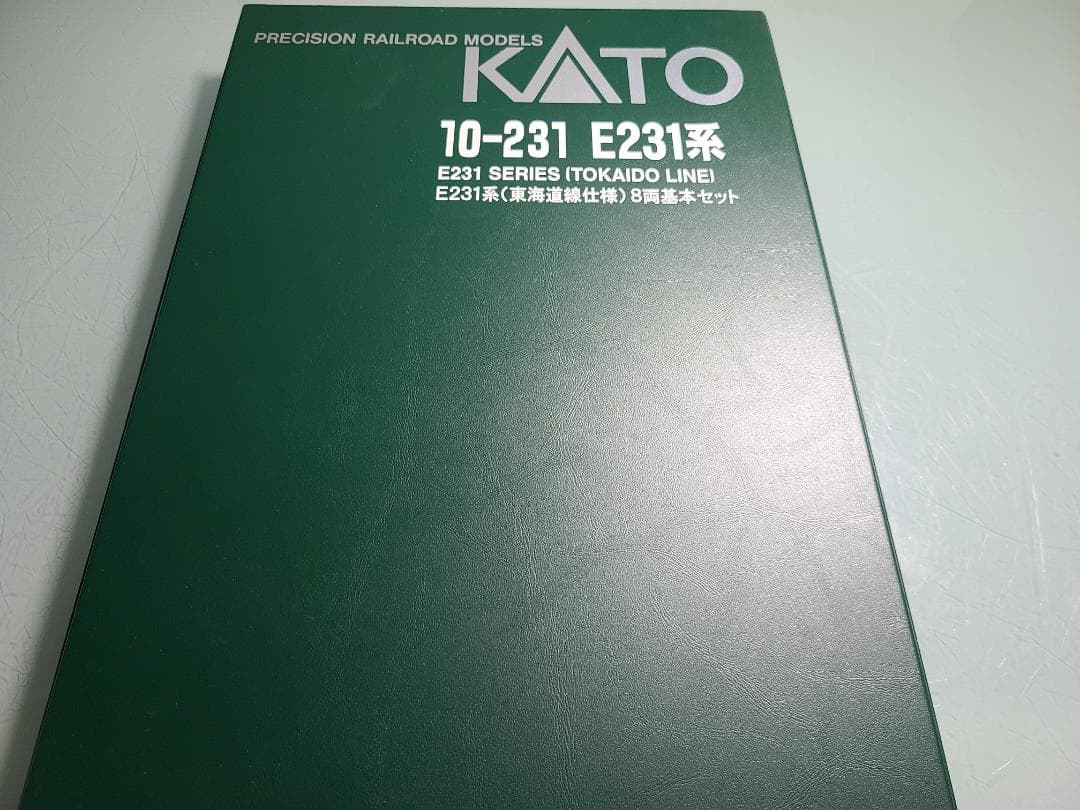 PRECISION RAILROAD MODELS
KATO
10-231 E231系
E231 SERIES (TOKAIDO LINE)
E231系(東海道線仕様)8両基本セット